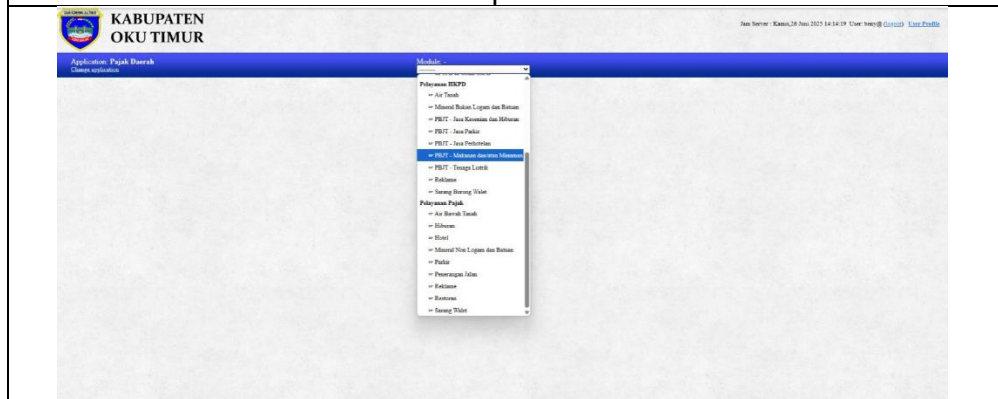 KABUPATEN
OKU TIMUR
Jam Server : Kamis,26 Juni 2025 14:14:19 User: heny@ (Logout) User Profile
Application: Pajak Daerah
Change application
Module: -
--------
Pelayanan HKPD
Air Tanah
Mineral Bukan Logam dan Batuan
PBJT - Jasa Kesenian dan Hiburan
PBJT - Jasa Parkir
PBJT - Jasa Perhotelan
PBJT - Makanan dan/atau Minuman
PBJT - Tenaga Listrik
Reklame
Sarang Burung Walet
Pelayanan Pajak
Air Bawah Tanah
Hiburan
Hotel
Mineral Non Logam dan Batuan
Parkir
Penerangan Jalan
Reklame
Restoran
Sarang Walet